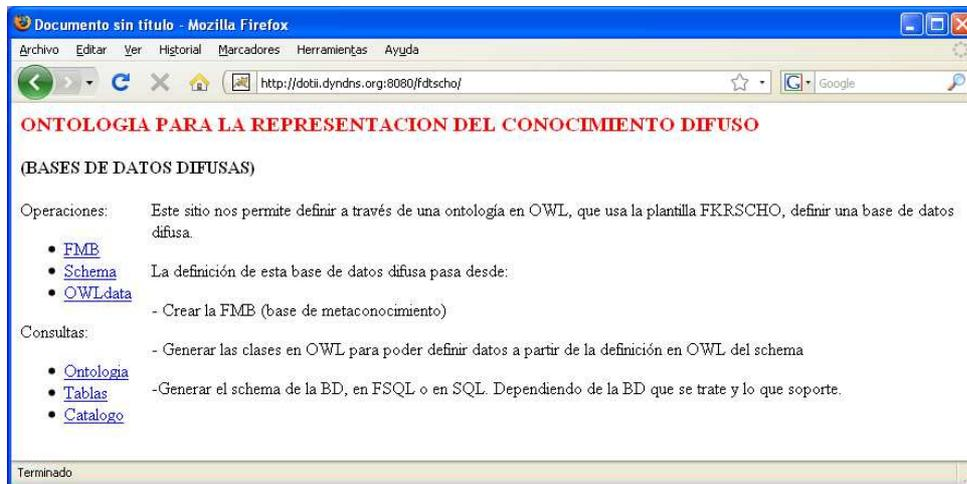 Documento sin título - Mozilla Firefox
Archivo Editar Ver Historial Marcadores Herramientas Ayuda
http://dotii.dyndns.org:8080/fdtscho/
G Google
ONTOLOGIA PARA LA REPRESENTACION DEL CONOCIMIENTO DIFUSO
(BASES DE DATOS DIFUSAS)
Operaciones:
• FMB
• Schema
• OWLdata
Consultas:
• Ontologia
• Tablas
• Catalogo
Este sitio nos permite definir a través de una ontología en OWL, que usa la plantilla FKRSCHO, definir una base de datos
difusa.
La definición de esta base de datos difusa pasa desde:
- Crear la FMB (base de metaconocimiento)
- Generar las clases en OWL para poder definir datos a partir de la definición en OWL del schema
-Generar el schema de la BD, en FSQL o en SQL. Dependiendo de la BD que se trate y lo que soporte.
Terminado